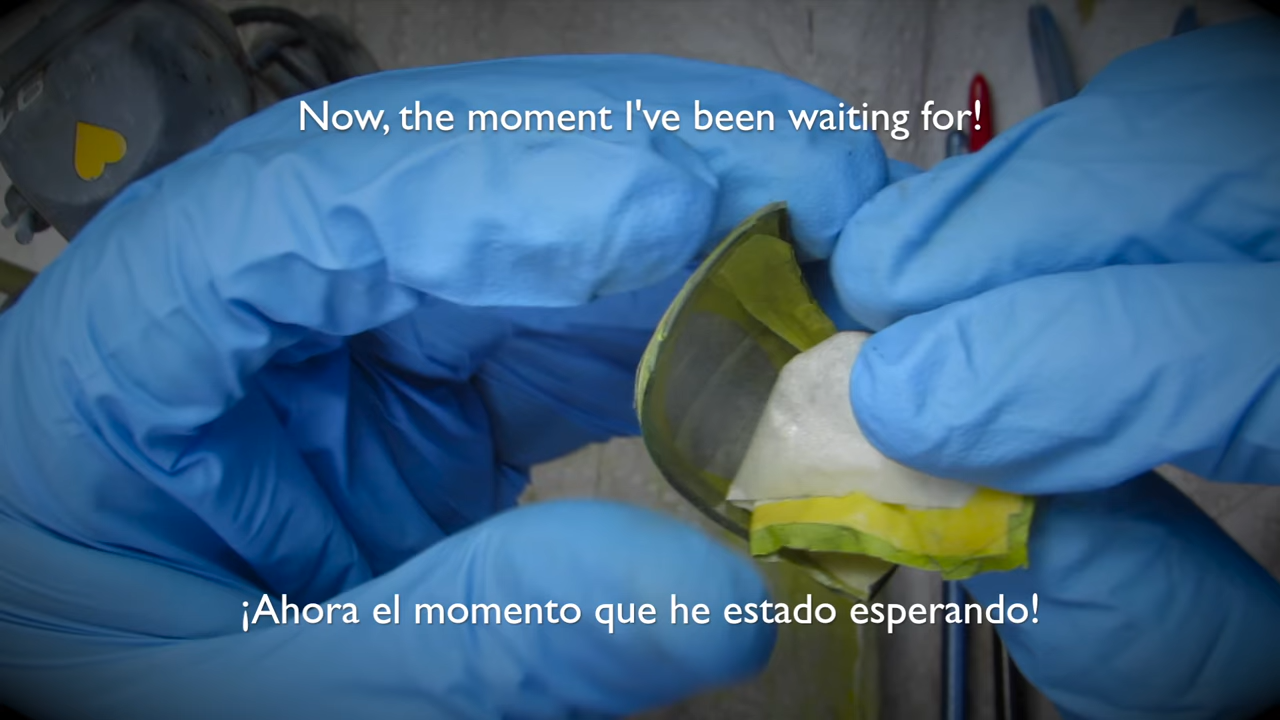 Now, the moment I've been waiting for!
¡Ahora el momento que he estado esperando!